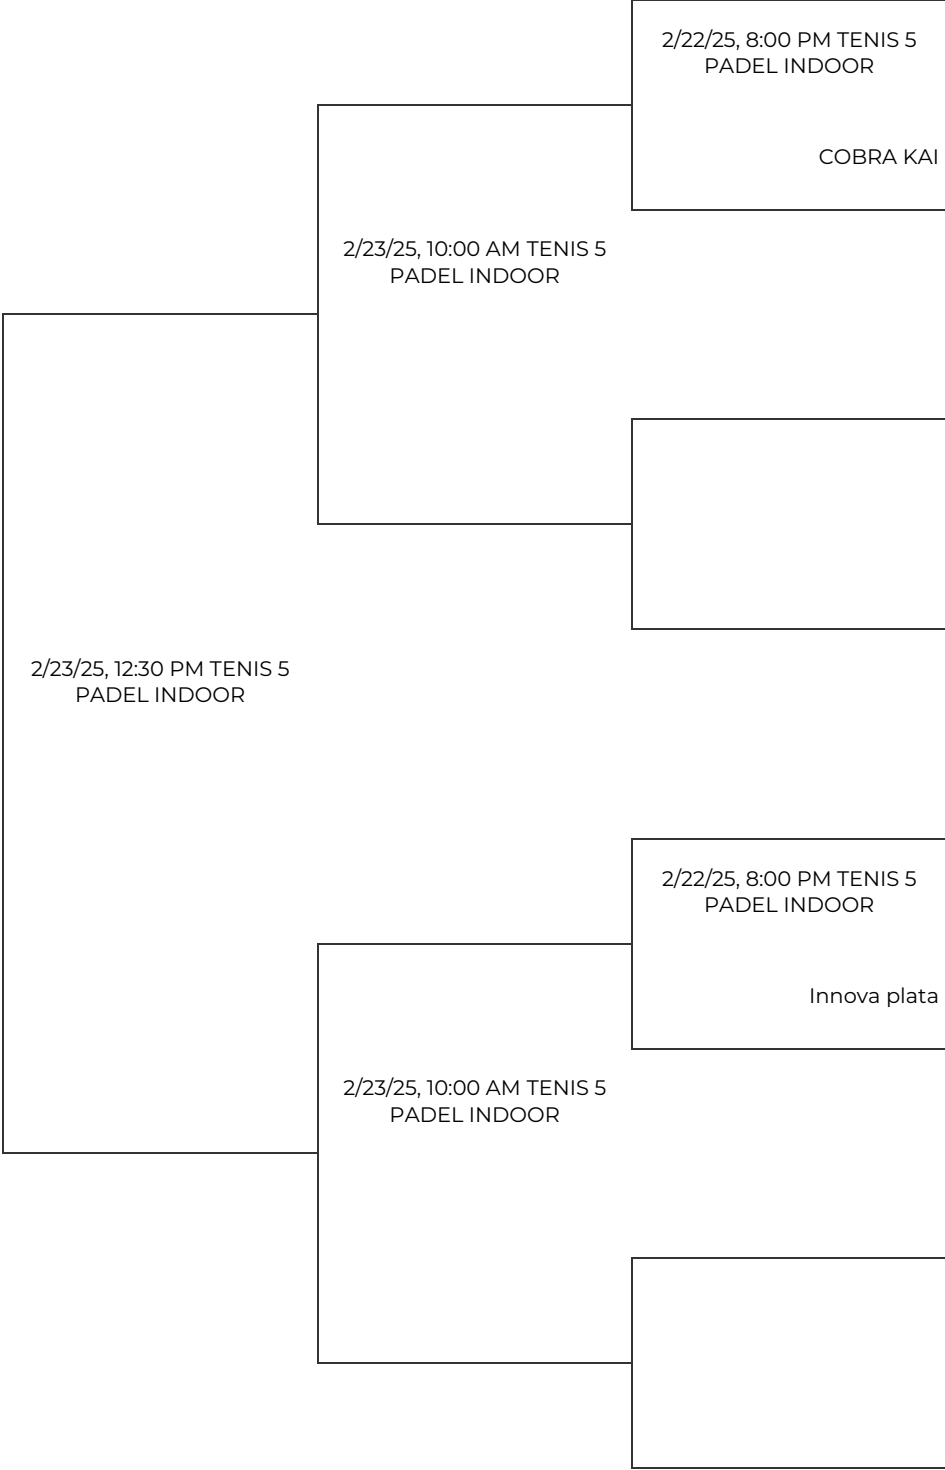 2/22/25, 8:00 PM TENIS 5
PADEL INDOOR
COBRA KAI
2/23/25, 10:00 AM TENIS 5
PADEL INDOOR
2/23/25, 12:30 PM TENIS 5
PADEL INDOOR
2/22/25, 8:00 PM TENIS 5
PADEL INDOOR
Innova plata
2/23/25, 10:00 AM TENIS 5
PADEL INDOOR